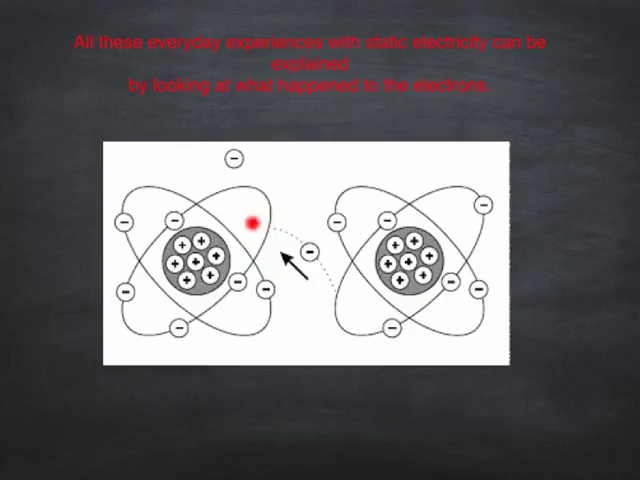 All these everyday experiences with static electricity can be
explained
by looking at what happened to the electrons.